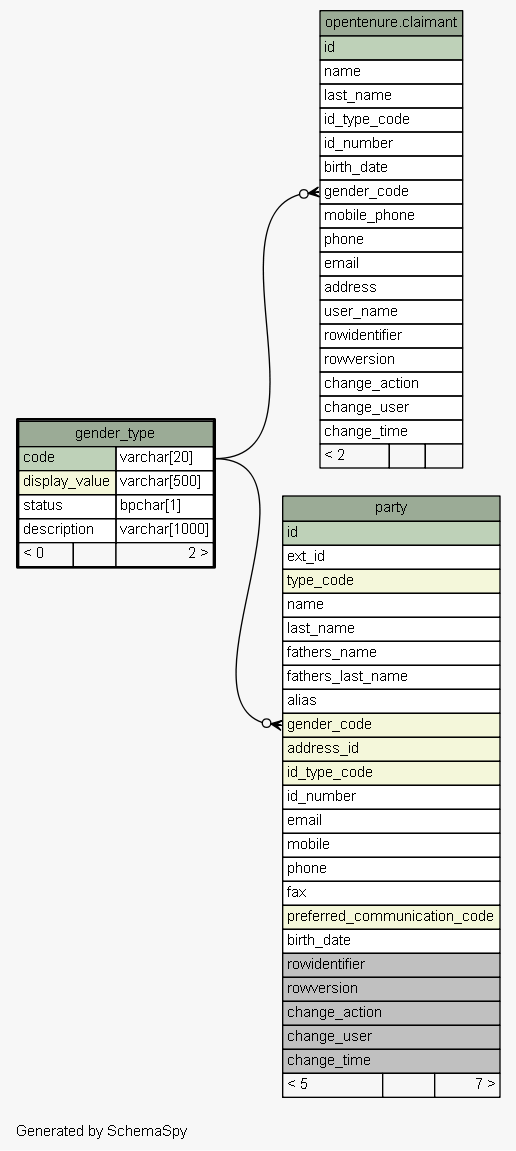 opentenure.claimant
id
name
last_name
id_type_code
id_number
birth_date
gender_code
mobile_phone
phone
email
address
user_name
rowidentifier
rowversion
change_action
change_user
change_time
< 2
gender_type
code varchar[20]
display_value varchar[500]
status bpchar[1]
description varchar[1000]
< 0 2 >
party
id
ext_id
type_code
name
last_name
fathers_name
fathers_last_name
alias
gender_code
address_id
id_type_code
id_number
email
mobile
phone
fax
preferred_communication_code
birth_date
rowidentifier
rowversion
change_action
change_user
change_time
< 5 7 >
Generated by SchemaSpy